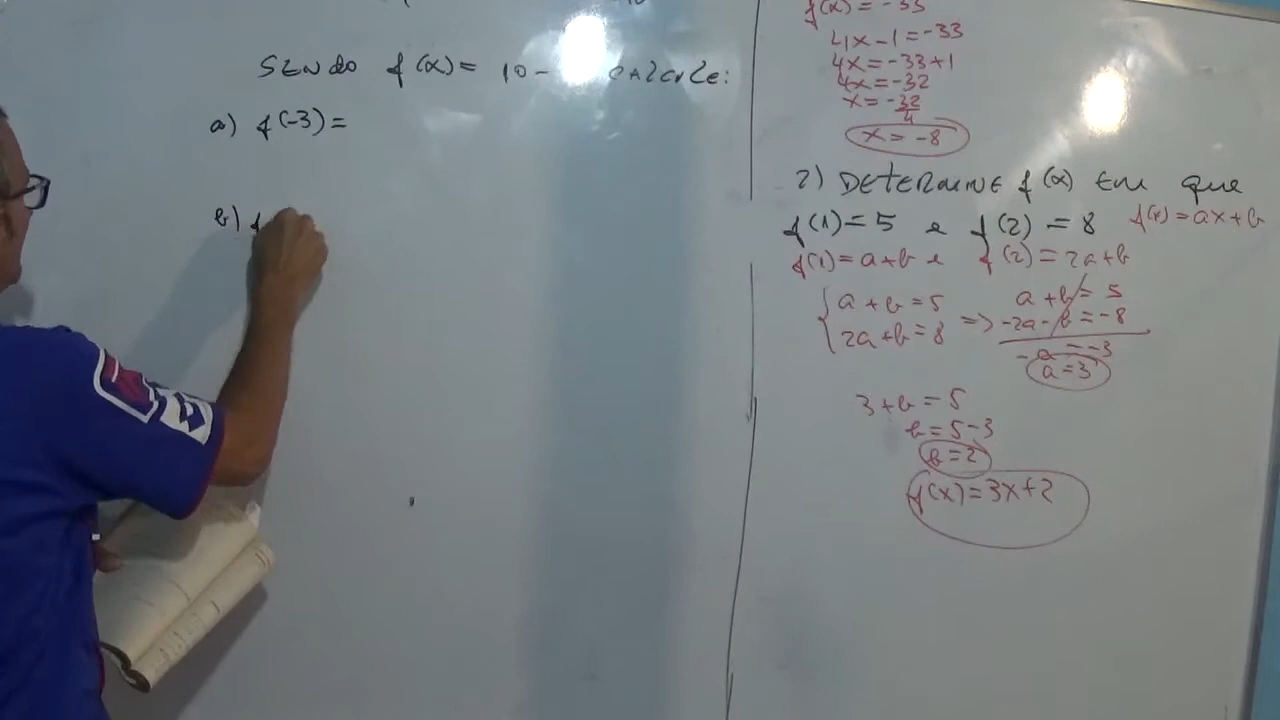 SENDO f(x) = 10 - CALCULE:
a) f(-3) =
b) f
f(x) = -33
4x - 1 = -33
4x = -33 + 1
4x = -32
x = -32/4
x = -8
2) DETERMINE f(x) EM QUE
f(1) = 5 e f(2) = 8 f(x) = ax + b
f(1) = a + b e f(2) = 2a + b
a + b = 5
2a + b = 8 =>
a + b = 5
-2a - b = -8
-a = -3
a = 3
3 + b = 5
b = 5 - 3
b = 2
f(x) = 3x + 2